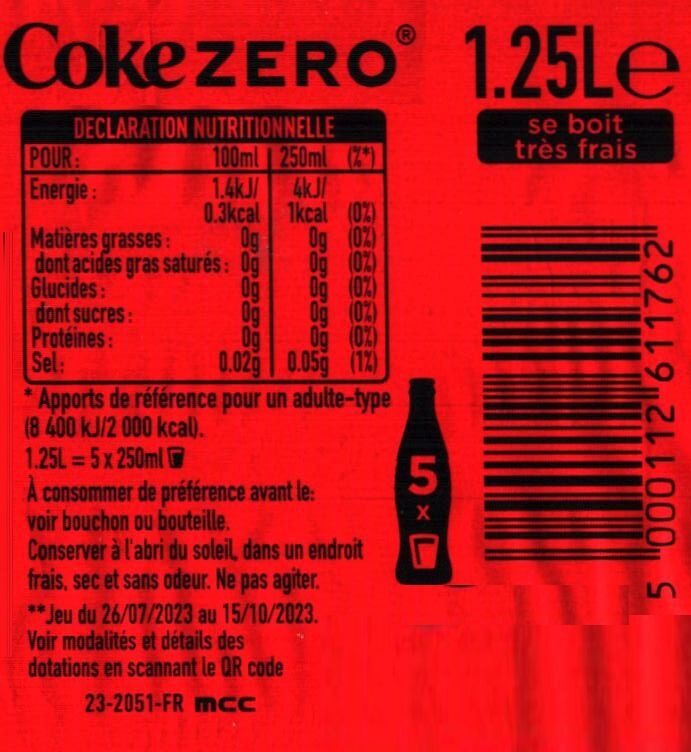 Coke ZERO® 1.25L℮
se boit
très frais
DECLARATION NUTRITIONNELLE
POUR : 100ml 250ml (%*)
Energie : 1.4kJ/ 4kJ/
0.3kcal 1kcal (0%)
Matières grasses : 0g 0g (0%)
dont acides gras saturés : 0g 0g (0%)
Glucides : 0g 0g (0%)
dont sucres : 0g 0g (0%)
Protéines : 0g 0g (0%)
Sel : 0.02g 0.05g (1%)
* Apports de référence pour un adulte-type
(8 400 kJ/2 000 kcal).
1.25L = 5 x 250ml
À consommer de préférence avant le:
voir bouchon ou bouteille.
Conserver à l'abri du soleil, dans un endroit
frais, sec et sans odeur. Ne pas agiter.
**Jeu du 26/07/2023 au 15/10/2023.
Voir modalités et détails des
dotations en scannant le QR code
23-2051-FR mcc
5
x
5 000112 611762